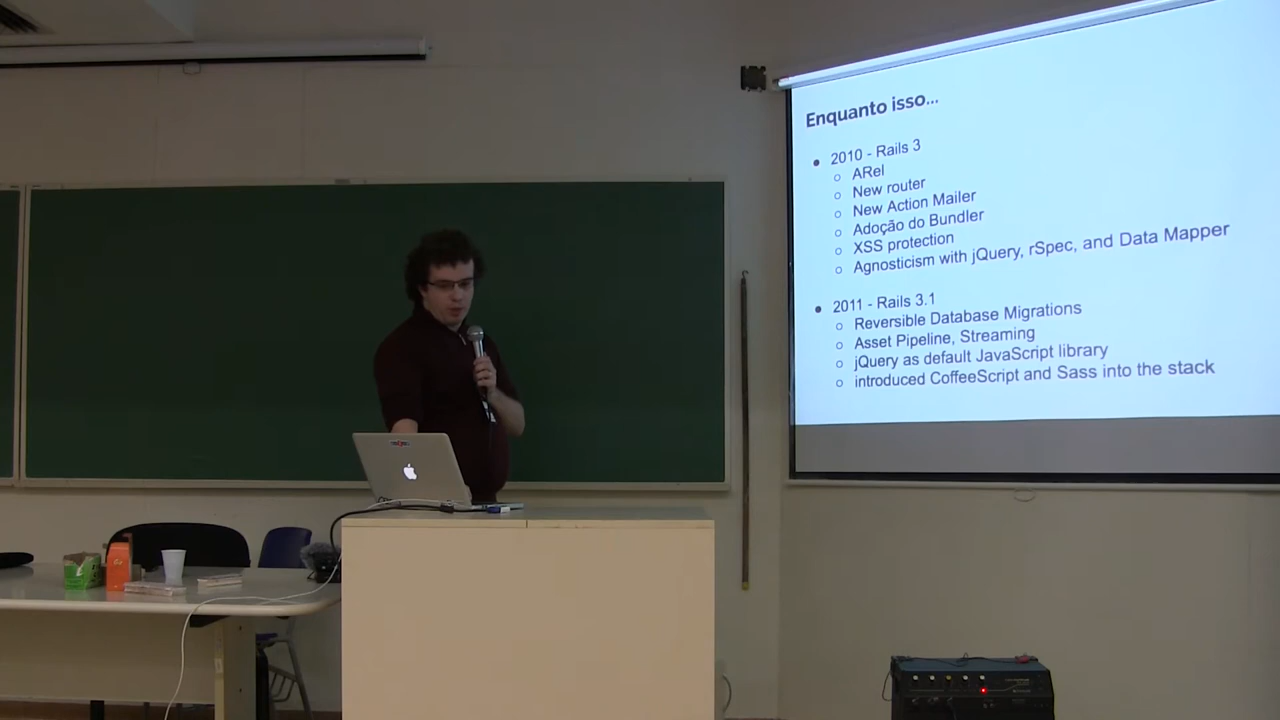 Enquanto isso...
2010 - Rails 3
ARel
New router
New Action Mailer
Adoção do Bundler
XSS protection
Agnosticism with jQuery, rSpec, and Data Mapper
2011 - Rails 3.1
Reversible Database Migrations
Asset Pipeline, Streaming
jQuery as default JavaScript library
introduced CoffeeScript and Sass into the stack